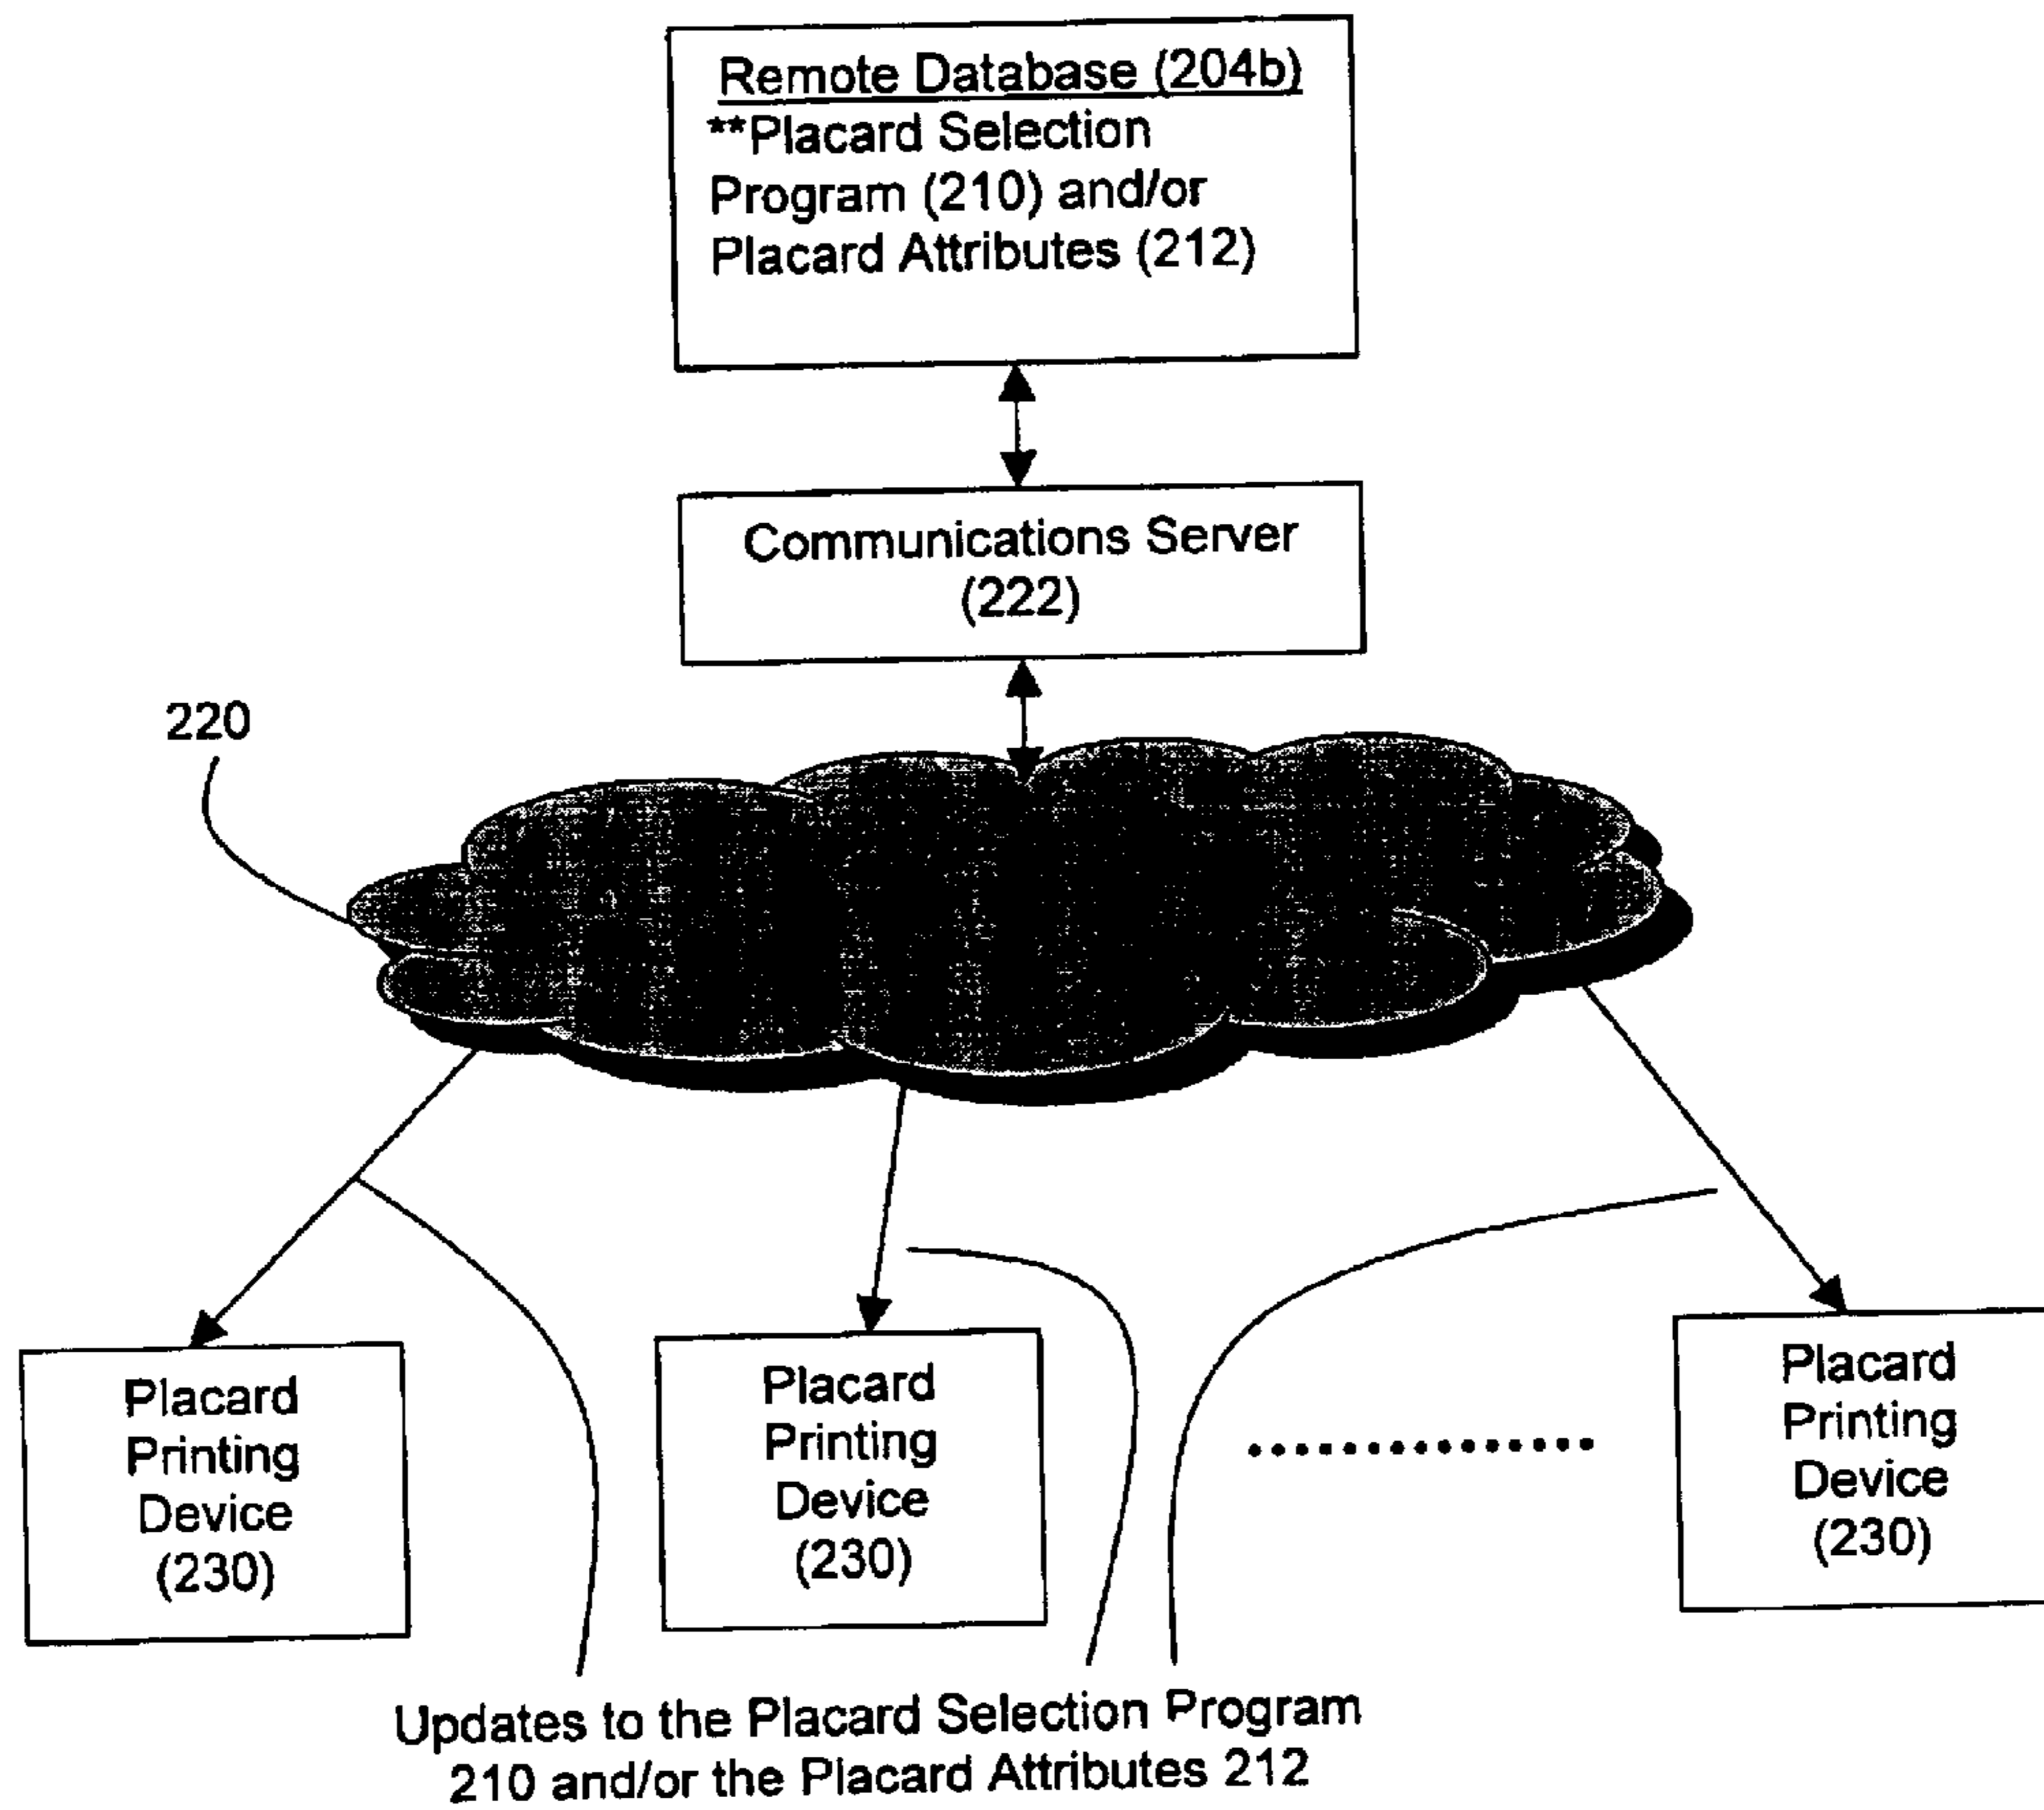 Remote Database (204b)
**Placard Selection
Program (210) and/or
Placard Attributes (212)
Communications Server
(222)
220
Placard
Printing
Device
(230)
Placard
Printing
Device
(230)
Placard
Printing
Device
(230)
Updates to the Placard Selection Program
210 and/or the Placard Attributes 212